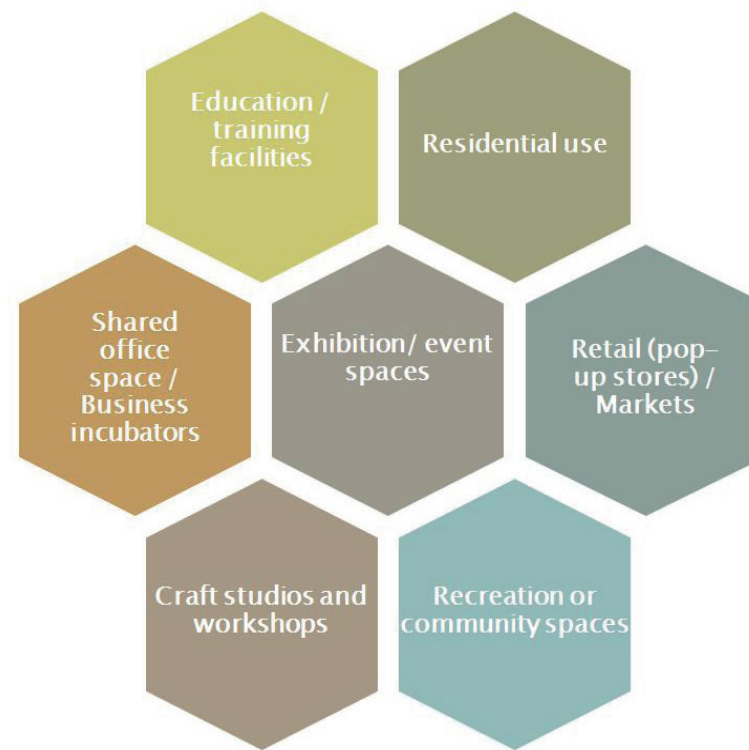 Education /
training
facilities
Residential use
Shared
office
space /
Business
incubators
Exhibition/ event
spaces
Retail (pop-
up stores) /
Markets
Craft studios and
workshops
Recreation or
community spaces